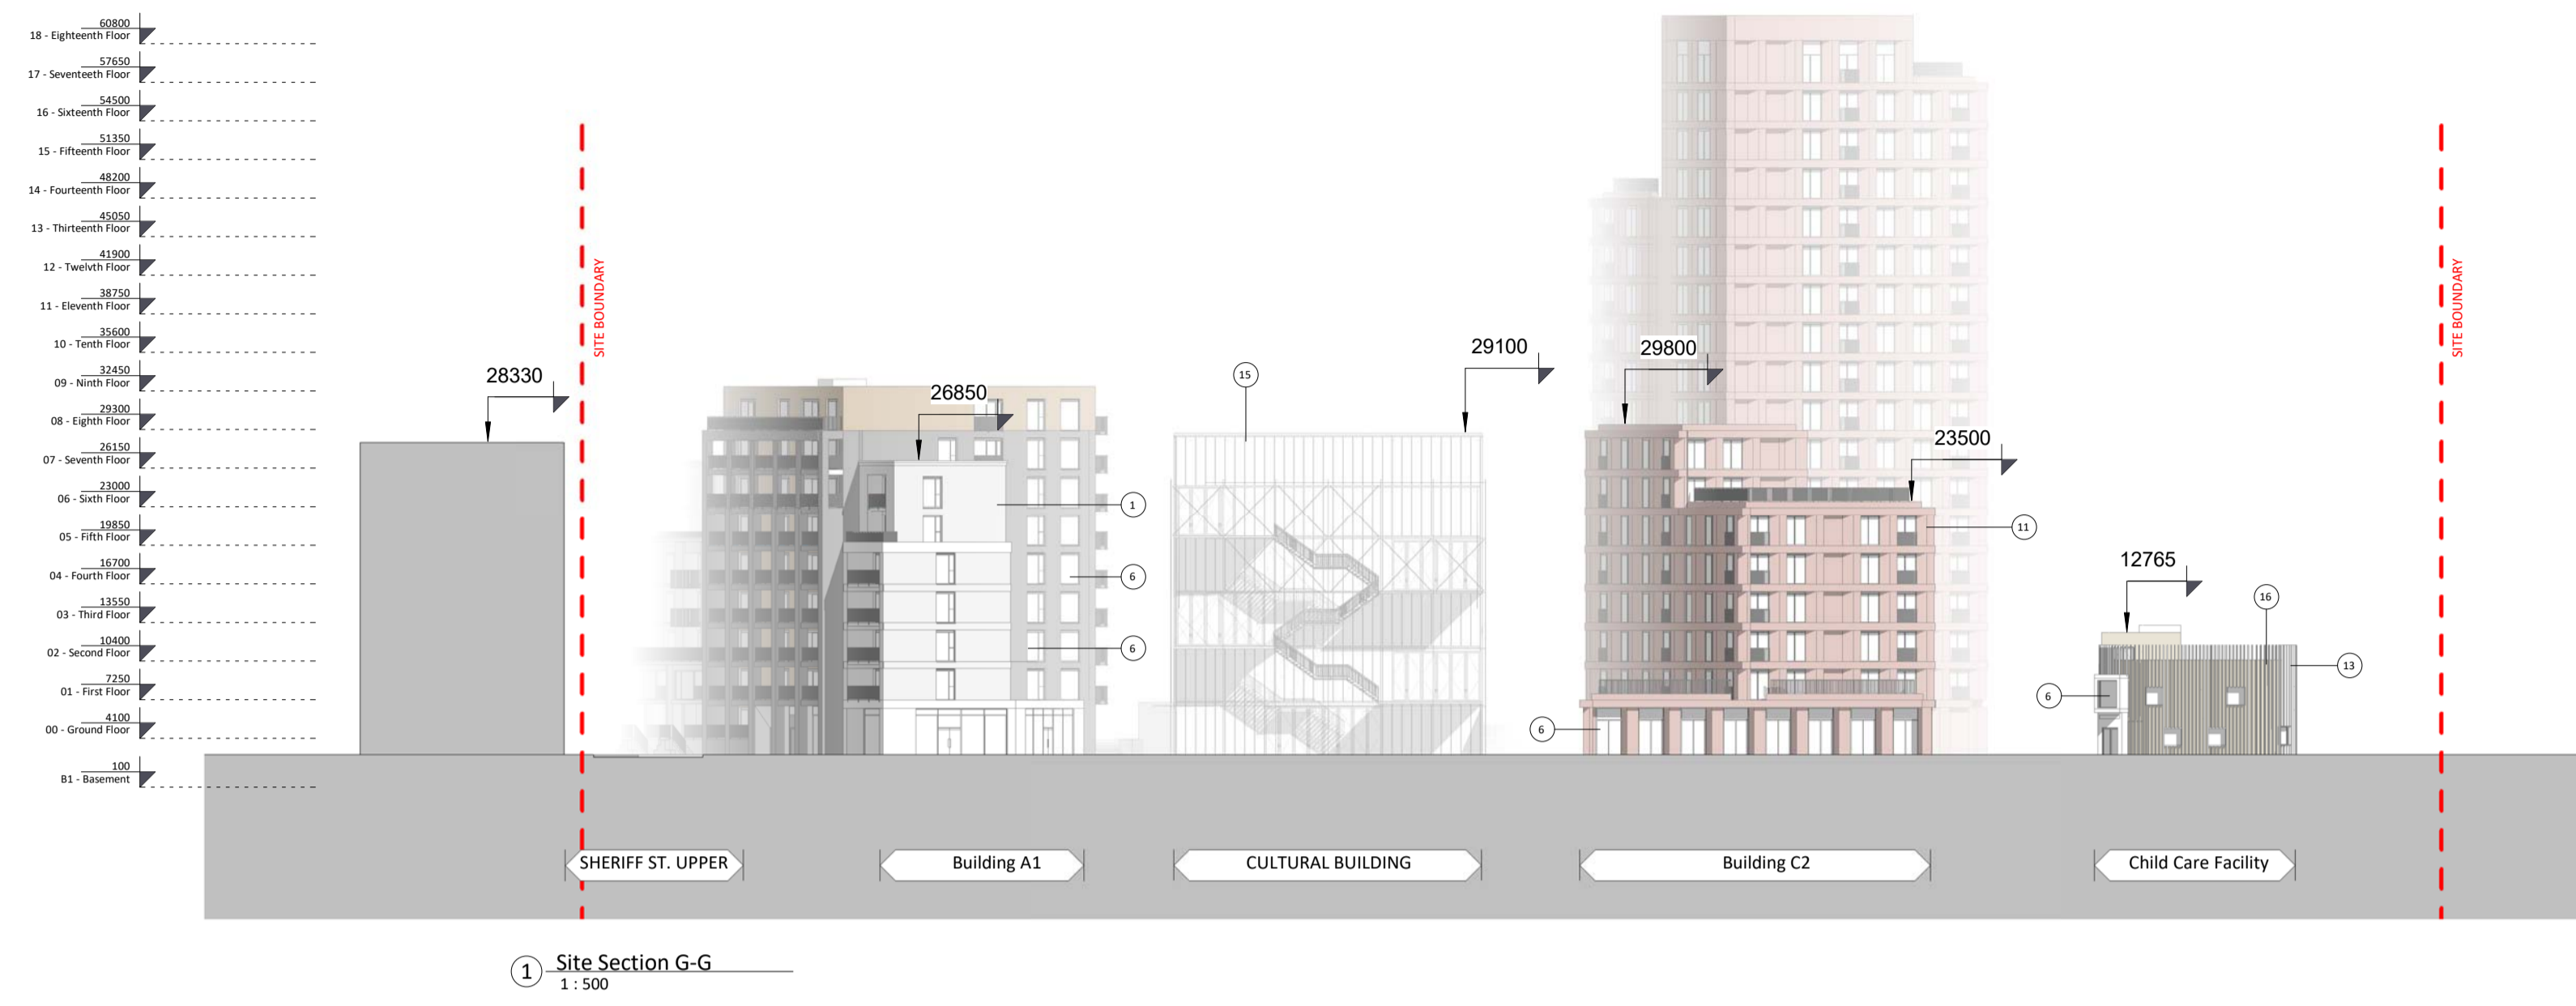 60800
18 - Eighteenth Floor
57650
17 - Seventeeth Floor
54500
16 - Sixteenth Floor
51350
15 - Fifteenth Floor
48200
14 - Fourteenth Floor
45050
13 - Thirteenth Floor
41900
12 - Twelvth Floor
38750
11 - Eleventh Floor
35600
10 - Tenth Floor
32450
09 - Ninth Floor
29300
08 - Eighth Floor
26150
07 - Seventh Floor
23000
06 - Sixth Floor
19850
05 - Fifth Floor
16700
04 - Fourth Floor
13550
03 - Third Floor
10400
02 - Second Floor
7250
01 - First Floor
4100
00 - Ground Floor
100
B1 - Basement
28330
SITE BOUNDARY
26850
1
6
6
15
29100
29800
23500
11
6
12765
16
13
6
SITE BOUNDARY
SHERIFF ST. UPPER
Building A1
CULTURAL BUILDING
Building C2
Child Care Facility
1 Site Section G-G
1 : 500